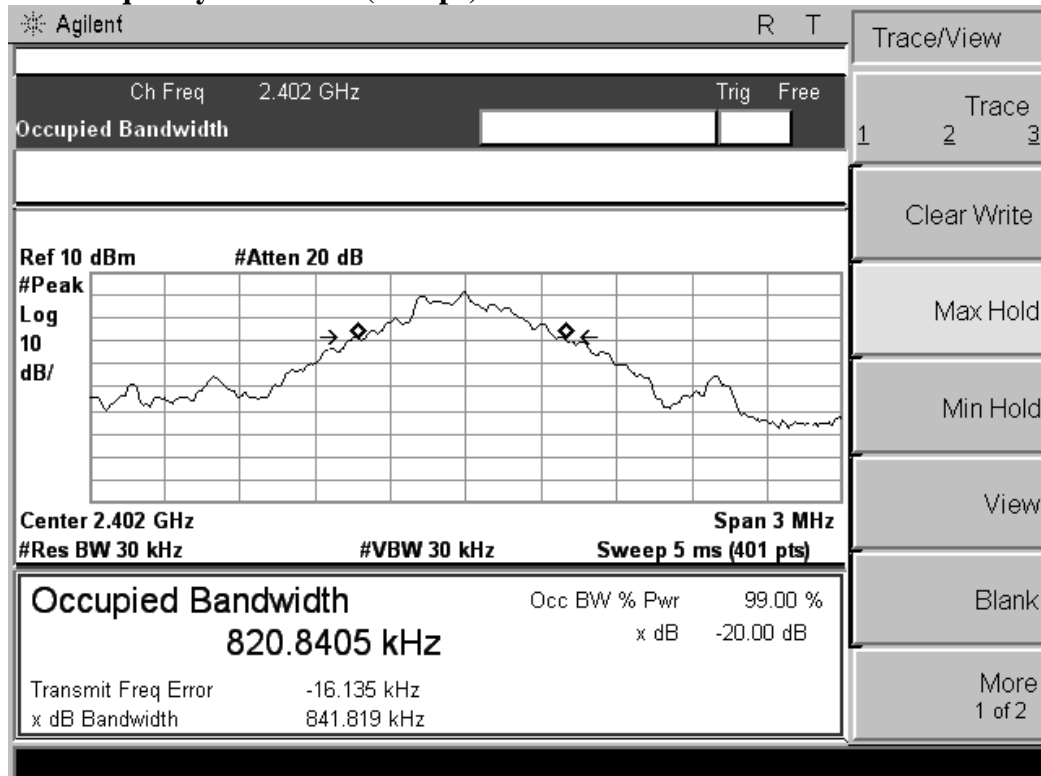 Agilent R T
Trace/View
Ch Freq 2.402 GHz Trig Free
Occupied Bandwidth
Trace
1 2 3
Clear Write
Max Hold
Min Hold
View
Blank
More
1 of 2
Ref 10 dBm #Atten 20 dB
#Peak
Log
10
dB/
Center 2.402 GHz Span 3 MHz
#Res BW 30 kHz #VBW 30 kHz Sweep 5 ms (401 pts)
Occupied Bandwidth Occ BW % Pwr 99.00 %
820.8405 kHz x dB -20.00 dB
Transmit Freq Error -16.135 kHz
x dB Bandwidth 841.819 kHz